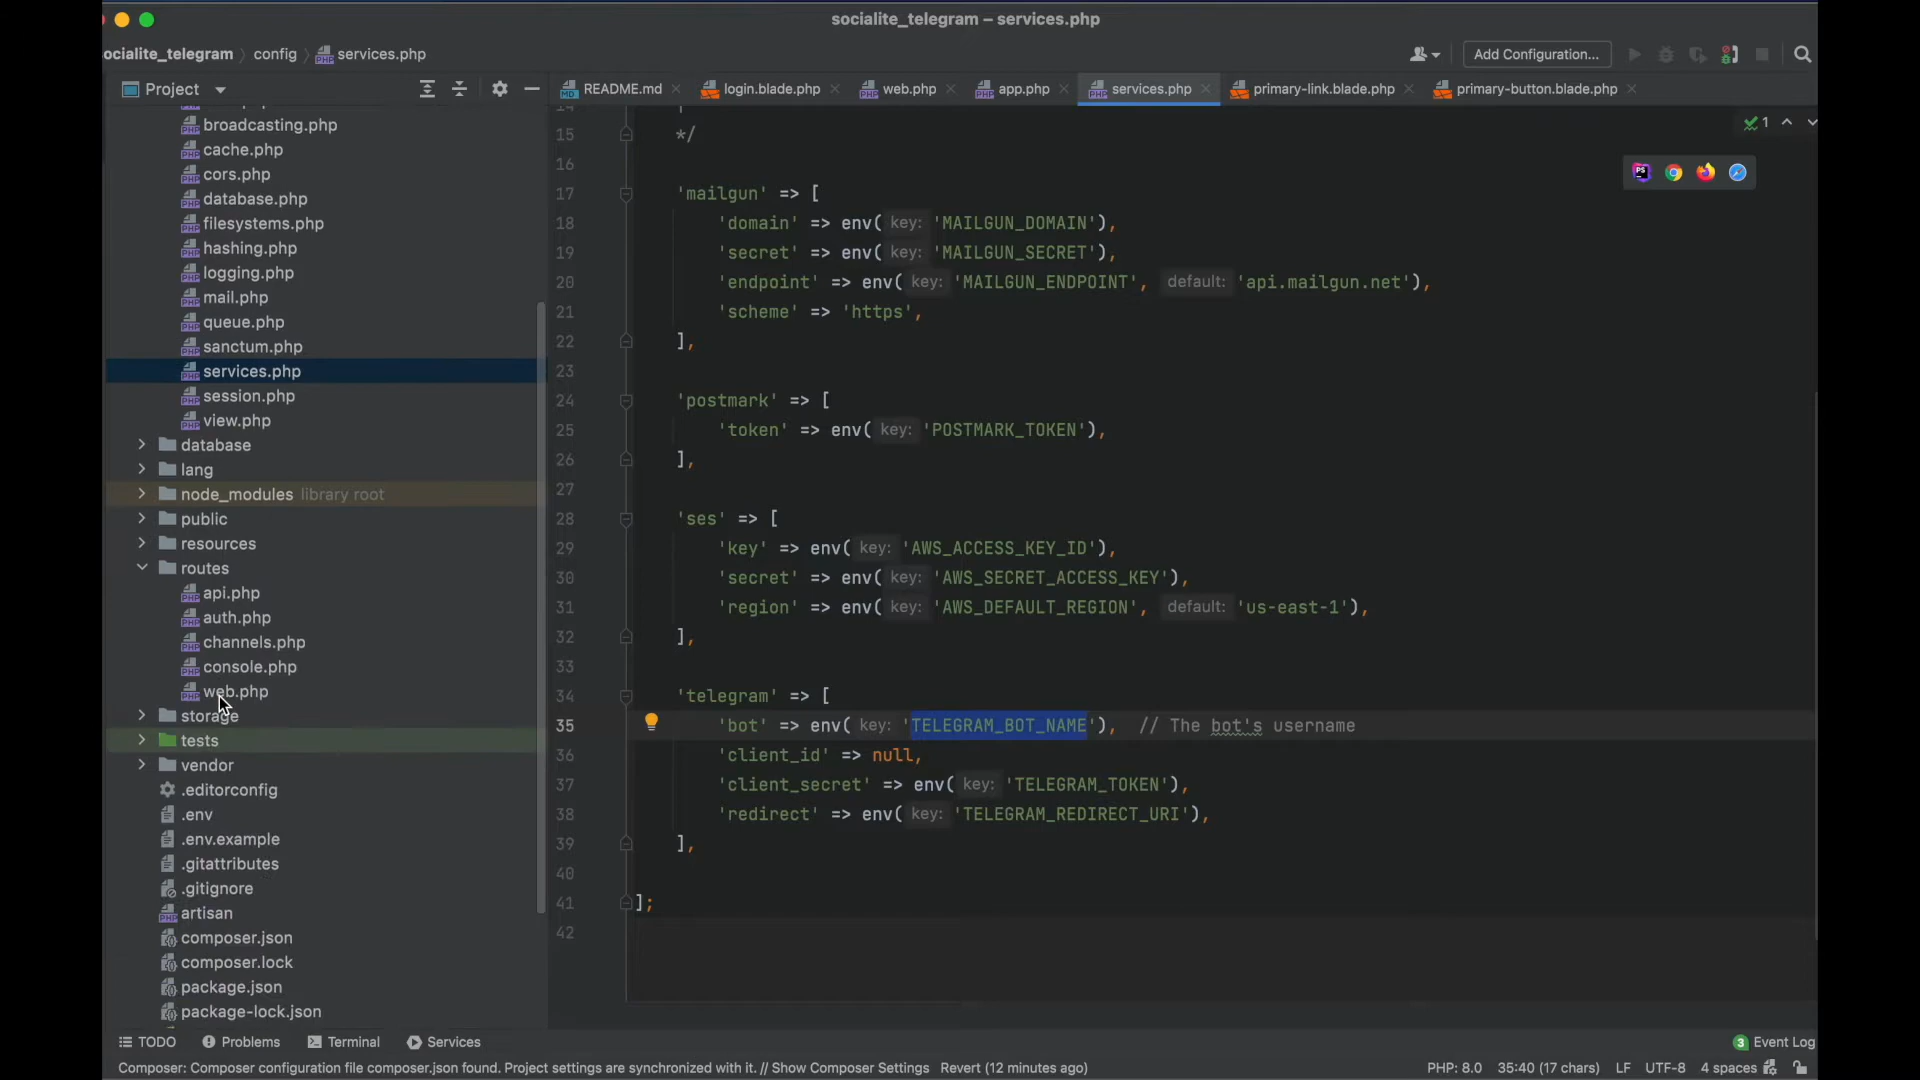 socialite_telegram – services.php
ocialite_telegram
config
services.php
Add Configuration...
Project
README.md
login.blade.php
web.php
app.php
services.php
primary-link.blade.php
primary-button.blade.php
broadcasting.php
cache.php
cors.php
database.php
filesystems.php
hashing.php
logging.php
mail.php
queue.php
sanctum.php
services.php
session.php
view.php
database
lang
node_modules library root
public
resources
routes
api.php
auth.php
channels.php
console.php
web.php
storage
tests
vendor
.editorconfig
.env
.env.example
.gitattributes
.gitignore
artisan
composer.json
composer.lock
package.json
package-lock.json
1
15 */
16
17 'mailgun' => [
18 'domain' => env( key: 'MAILGUN_DOMAIN'),
19 'secret' => env( key: 'MAILGUN_SECRET'),
20 'endpoint' => env( key: 'MAILGUN_ENDPOINT', default: 'api.mailgun.net'),
21 'scheme' => 'https',
22 ],
23
24 'postmark' => [
25 'token' => env( key: 'POSTMARK_TOKEN'),
26 ],
27
28 'ses' => [
29 'key' => env( key: 'AWS_ACCESS_KEY_ID'),
30 'secret' => env( key: 'AWS_SECRET_ACCESS_KEY'),
31 'region' => env( key: 'AWS_DEFAULT_REGION', default: 'us-east-1'),
32 ],
33
34 'telegram' => [
35 'bot' => env( key: 'TELEGRAM_BOT_NAME'), // The bot's username
36 'client_id' => null,
37 'client_secret' => env( key: 'TELEGRAM_TOKEN'),
38 'redirect' => env( key: 'TELEGRAM_REDIRECT_URI'),
39 ],
40
41 ];
42
TODO
Problems
Terminal
Services
3 Event Log
Composer: Composer configuration file composer.json found. Project settings are synchronized with it. // Show Composer Settings Revert (12 minutes ago)
PHP: 8.0
35:40 (17 chars)
LF
UTF-8
4 spaces